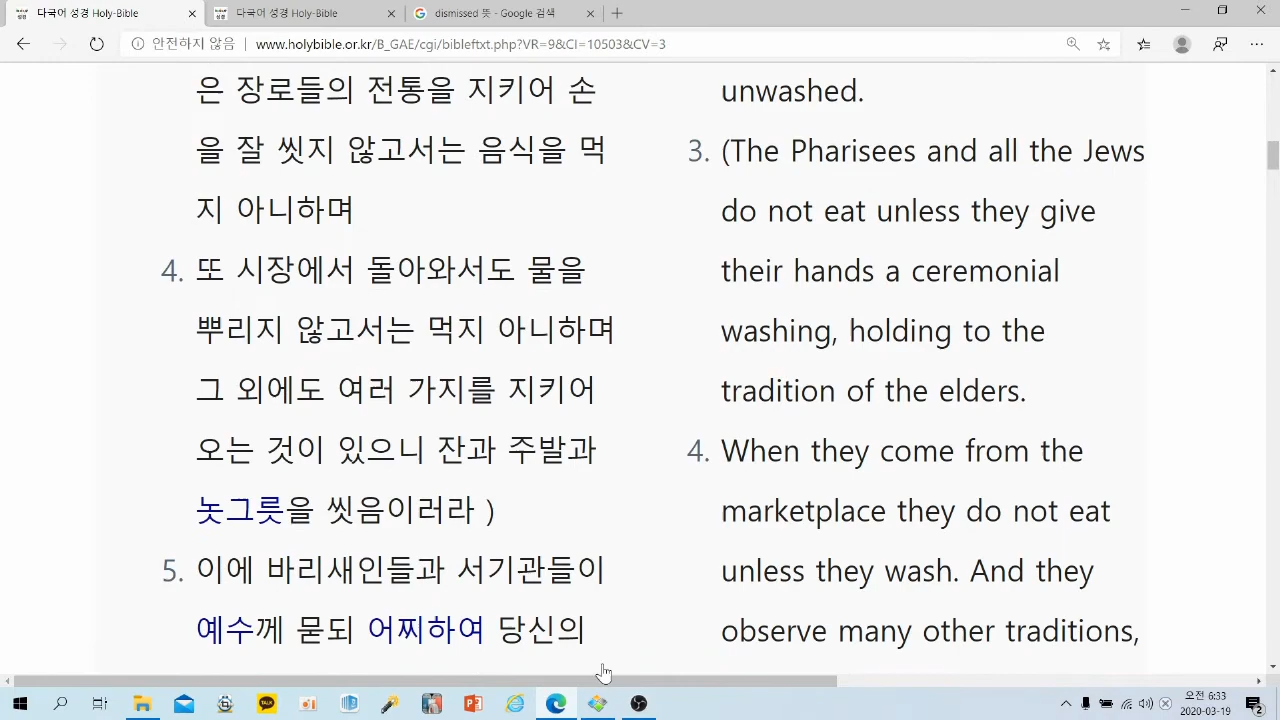 다국어 성경 Holy-Bible
다국어 성경 Holy-Bible
dismissed 뜻 - Google 검색
안전하지 않음
www.holybible.or.kr/B_GAE/cgi/bibleftxt.php?VR=9&CI=10503&CV=3
은 장로들의 전통을 지키어 손
을 잘 씻지 않고서는 음식을 먹
지 아니하며
4. 또 시장에서 돌아와서도 물을
뿌리지 않고서는 먹지 아니하며
그 외에도 여러 가지를 지키어
오는 것이 있으니 잔과 주발과
놋그릇을 씻음이러라 )
5. 이에 바리새인들과 서기관들이
예수께 묻되 어찌하여 당신의
unwashed.
3. (The Pharisees and all the Jews
do not eat unless they give
their hands a ceremonial
washing, holding to the
tradition of the elders.
4. When they come from the
marketplace they do not eat
unless they wash. And they
observe many other traditions,
TALK
오전 6:33
2020-03-19
2